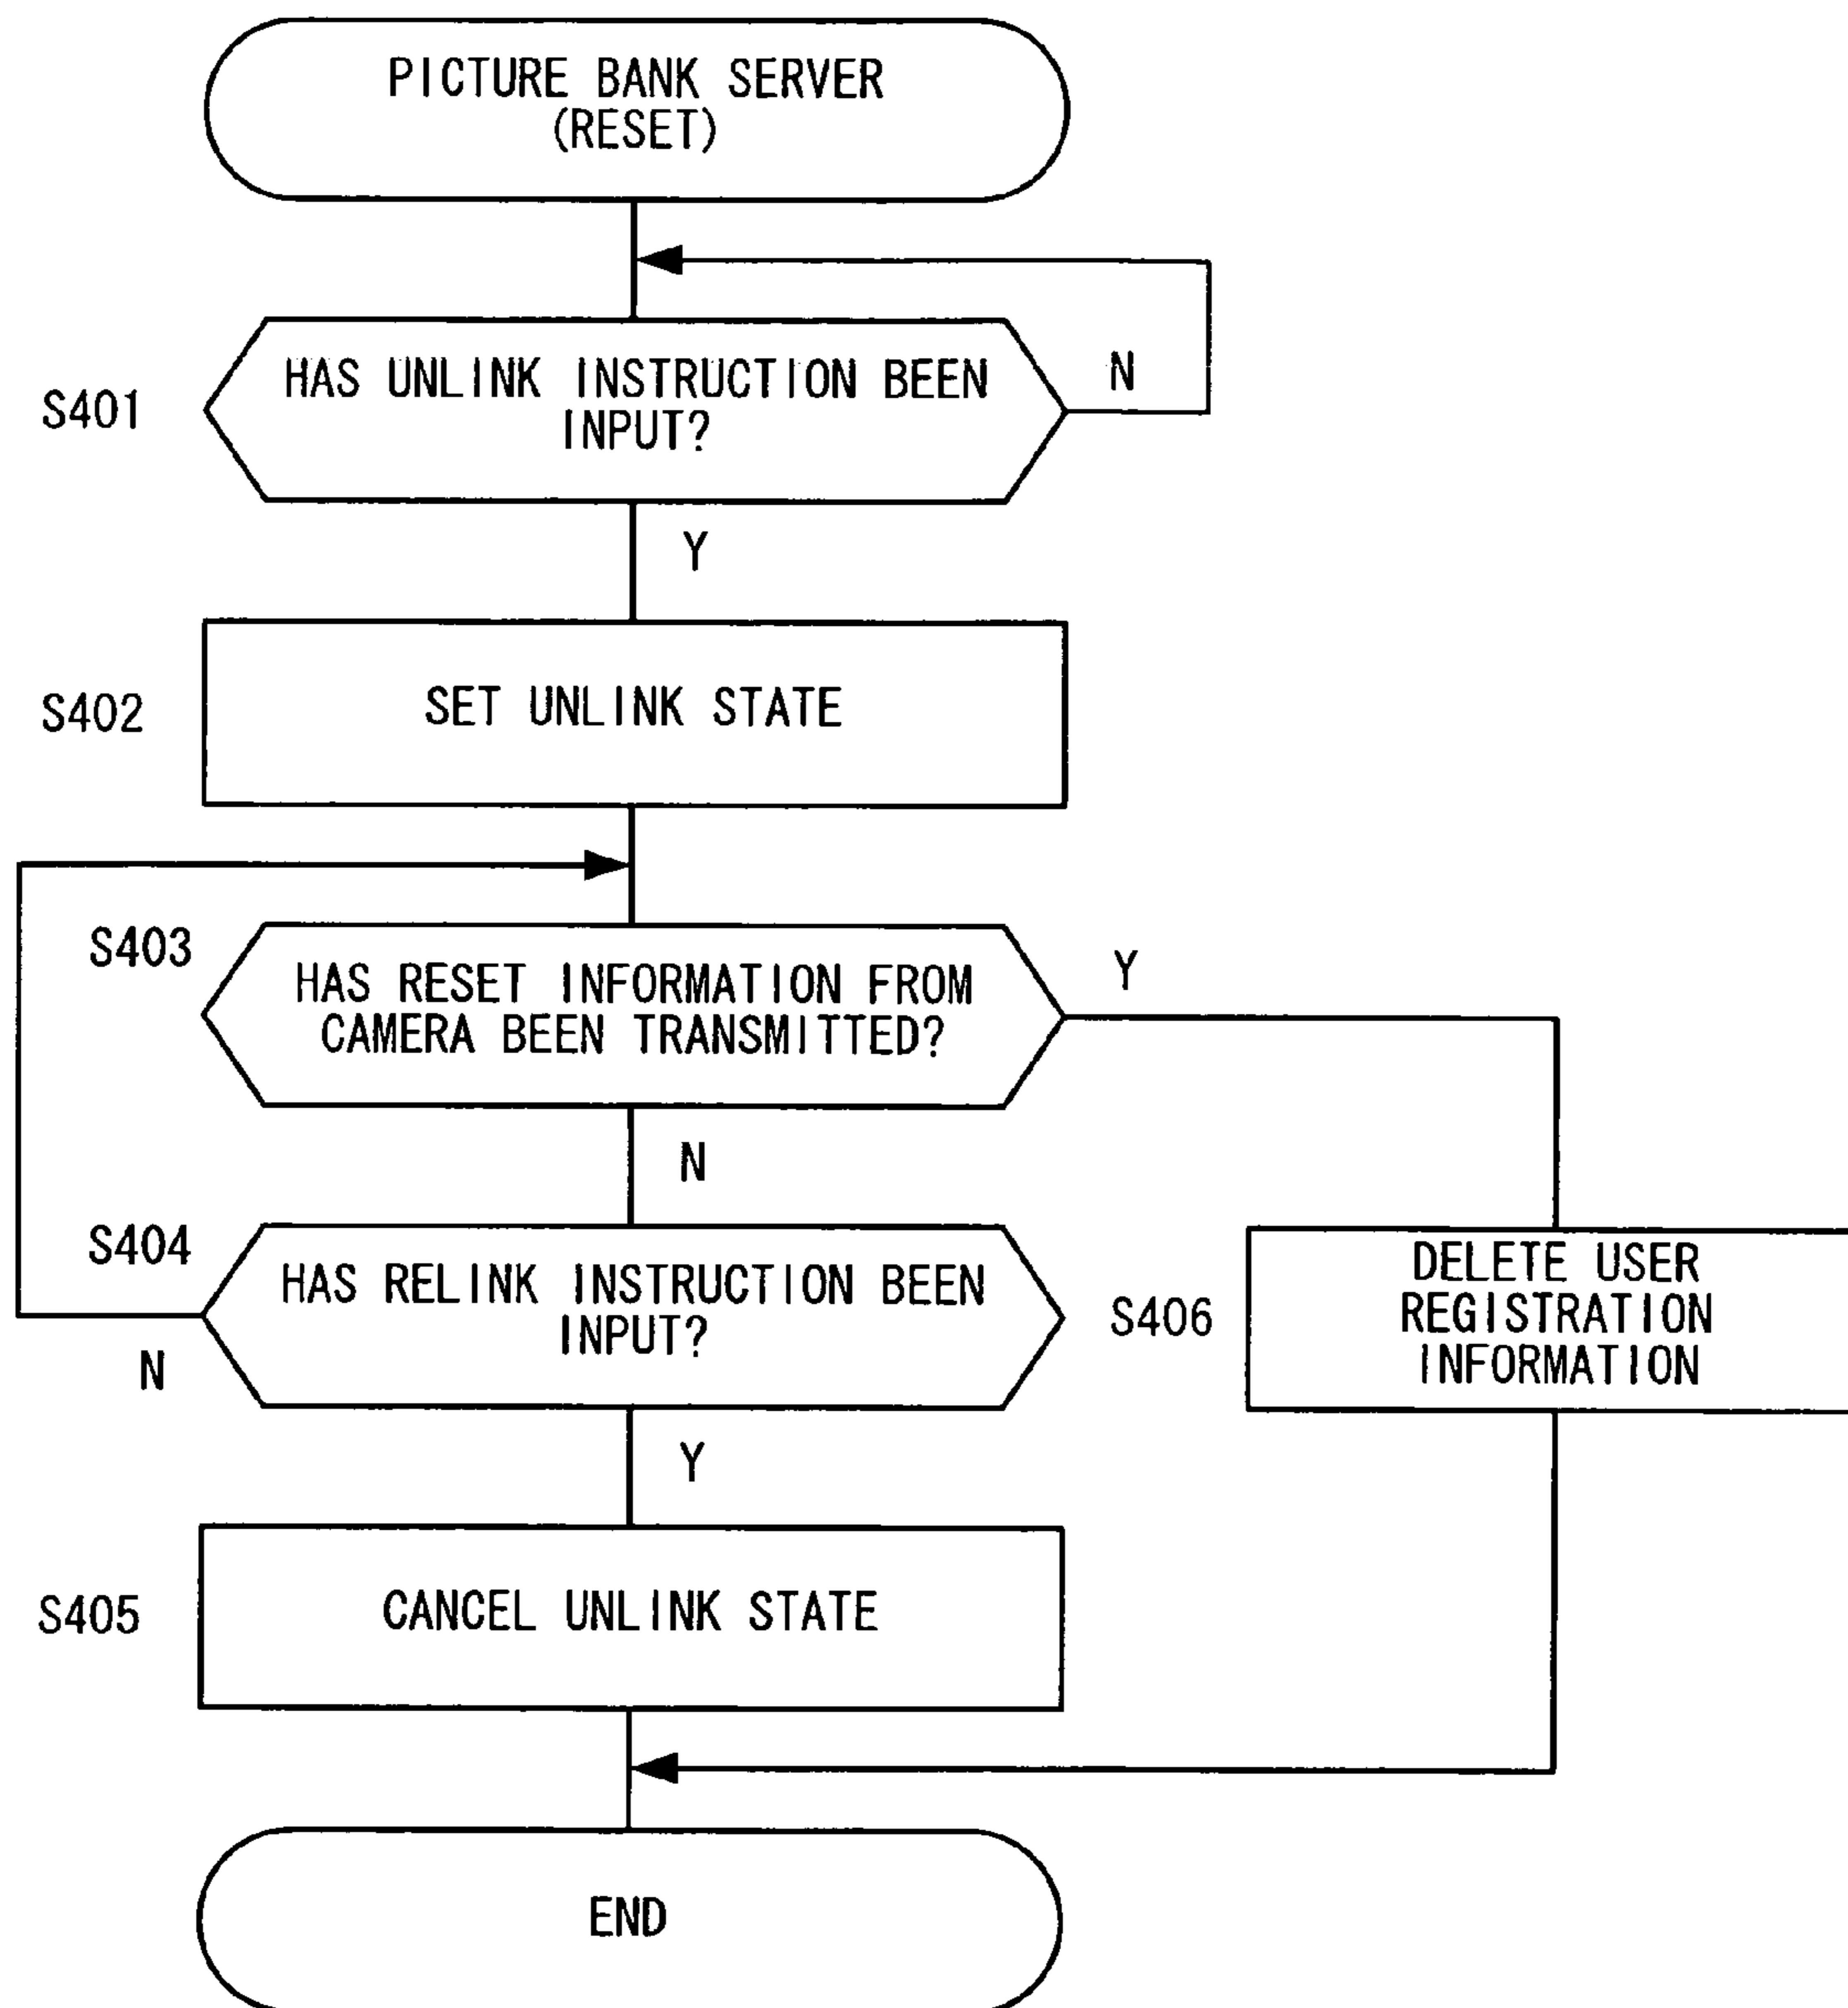 PICTURE BANK SERVER
(RESET)
S401
HAS UNLINK INSTRUCTION BEEN
INPUT?
N
Y
S402
SET UNLINK STATE
S403
HAS RESET INFORMATION FROM
CAMERA BEEN TRANSMITTED?
Y
N
S404
HAS RELINK INSTRUCTION BEEN
INPUT?
N
Y
S406
DELETE USER
REGISTRATION
INFORMATION
S405
CANCEL UNLINK STATE
END